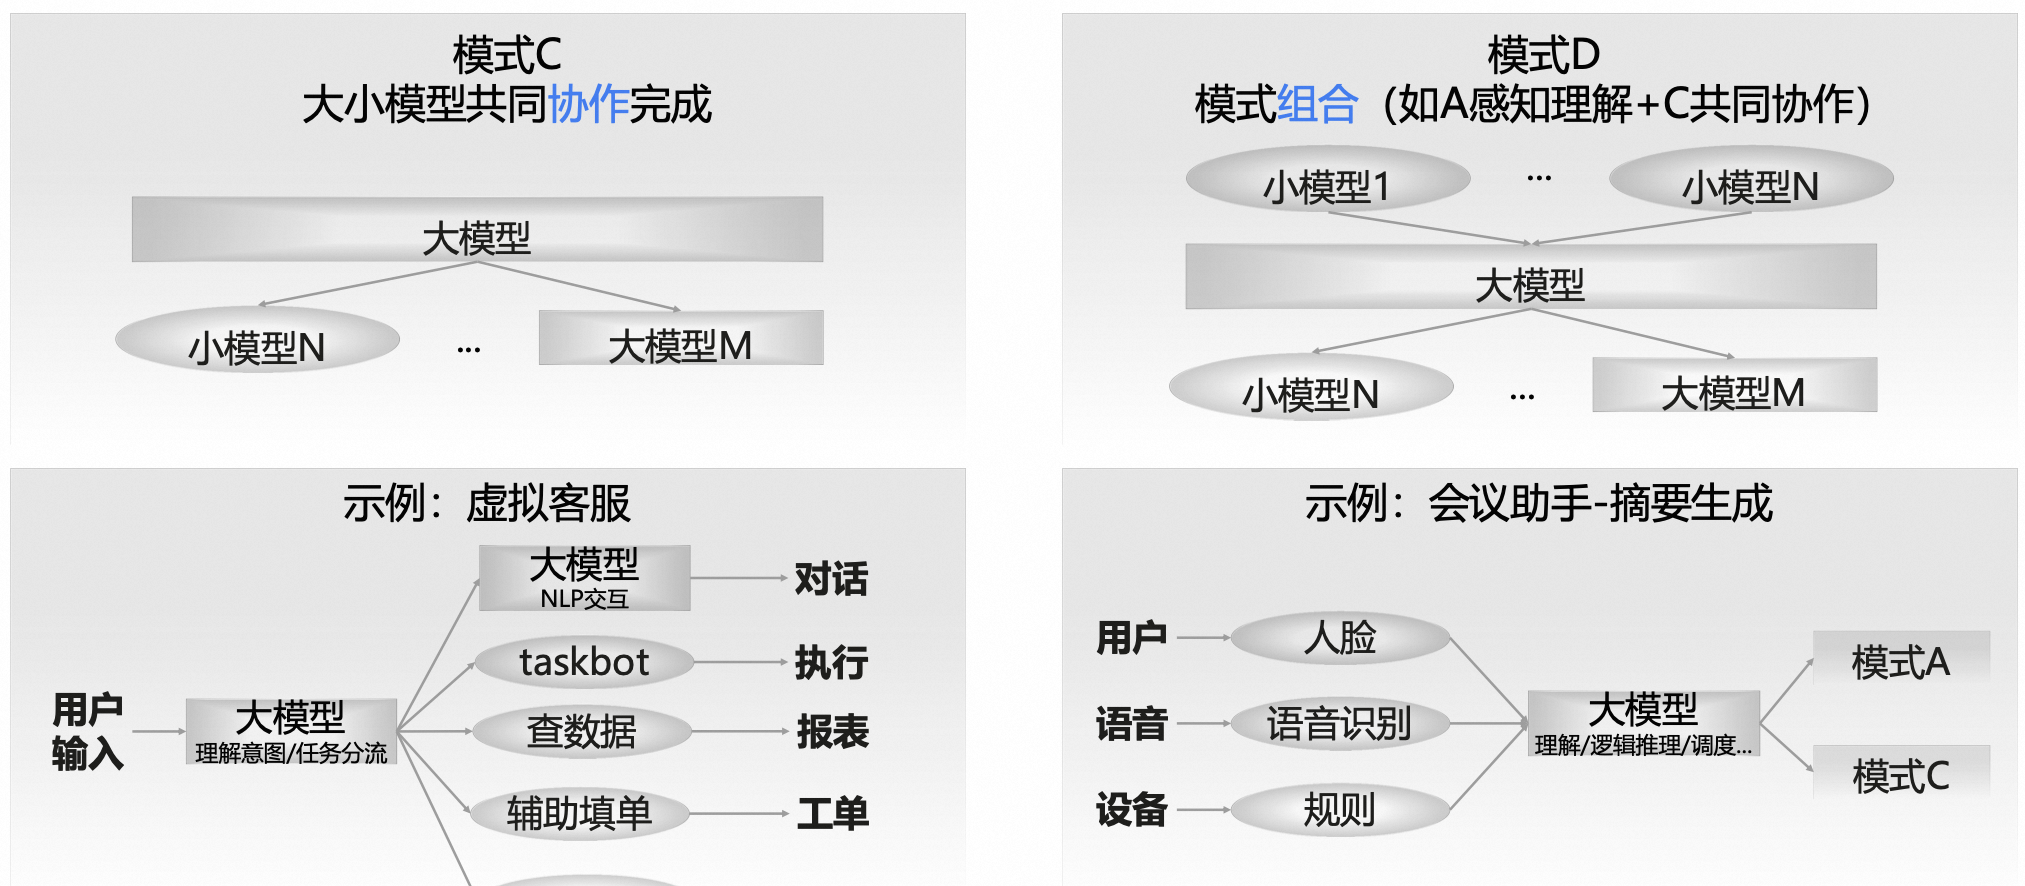 模式C
大小模型共同协作完成
大模型
小模型N
...
大模型M
模式D
模式组合（如A感知理解+C共同协作）
小模型1
...
小模型N
大模型
小模型N
...
大模型M
示例：虚拟客服
用户
输入
大模型
理解意图/任务分流
大模型
NLP交互
对话
taskbot
执行
查数据
报表
辅助填单
工单
示例：会议助手-摘要生成
用户
人脸
语音
语音识别
设备
规则
大模型
理解/逻辑推理/调度...
模式A
模式C